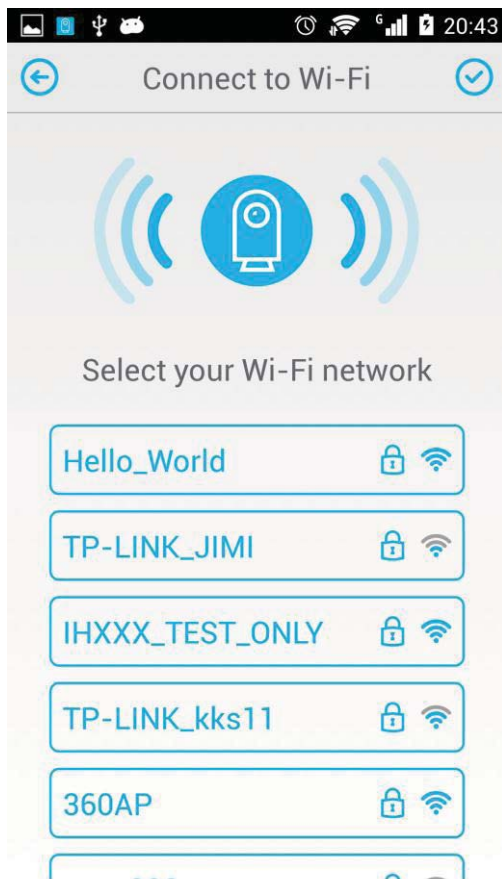 G
20:43
Connect to Wi-Fi
Select your Wi-Fi network
Hello_World
TP-LINK_JIMI
IHXXX_TEST_ONLY
TP-LINK_kks11
360AP